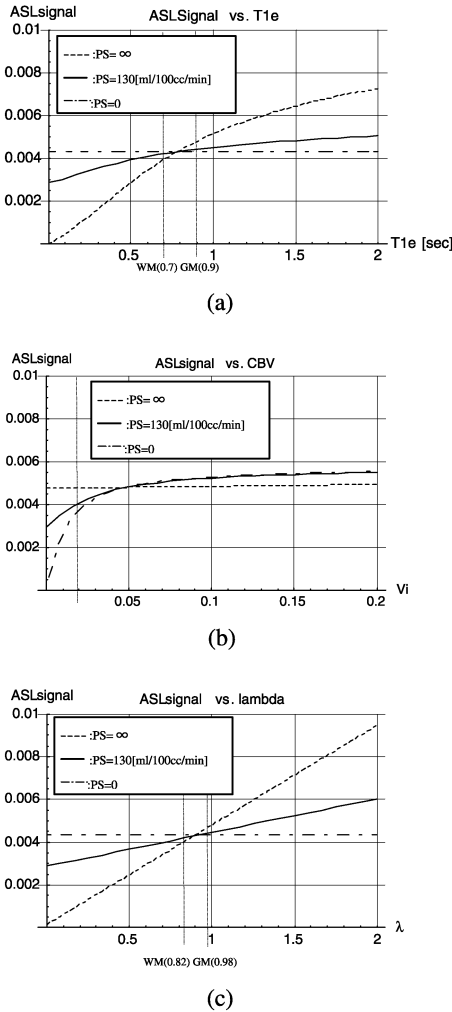 ASLSignal
ASLSignal vs. T1e
0.01
:PS= ∞
:PS=130[ml/100cc/min]
:PS=0
0.008
0.006
0.004
0.002
0.5
1
1.5
2
T1e [sec]
WM(0.7) GM(0.9)
(a)
ASLsignal
ASLsignal vs. CBV
0.01
:PS= ∞
:PS=130[ml/100cc/min]
:PS=0
0.008
0.006
0.004
0.002
0.05
0.1
0.15
0.2
Vi
(b)
ASLsignal
ASLsignal vs. lambda
0.01
:PS= ∞
:PS=130[ml/100cc/min]
:PS=0
0.008
0.006
0.004
0.002
0.5
1
1.5
2
λ
WM(0.82) GM(0.98)
(c)